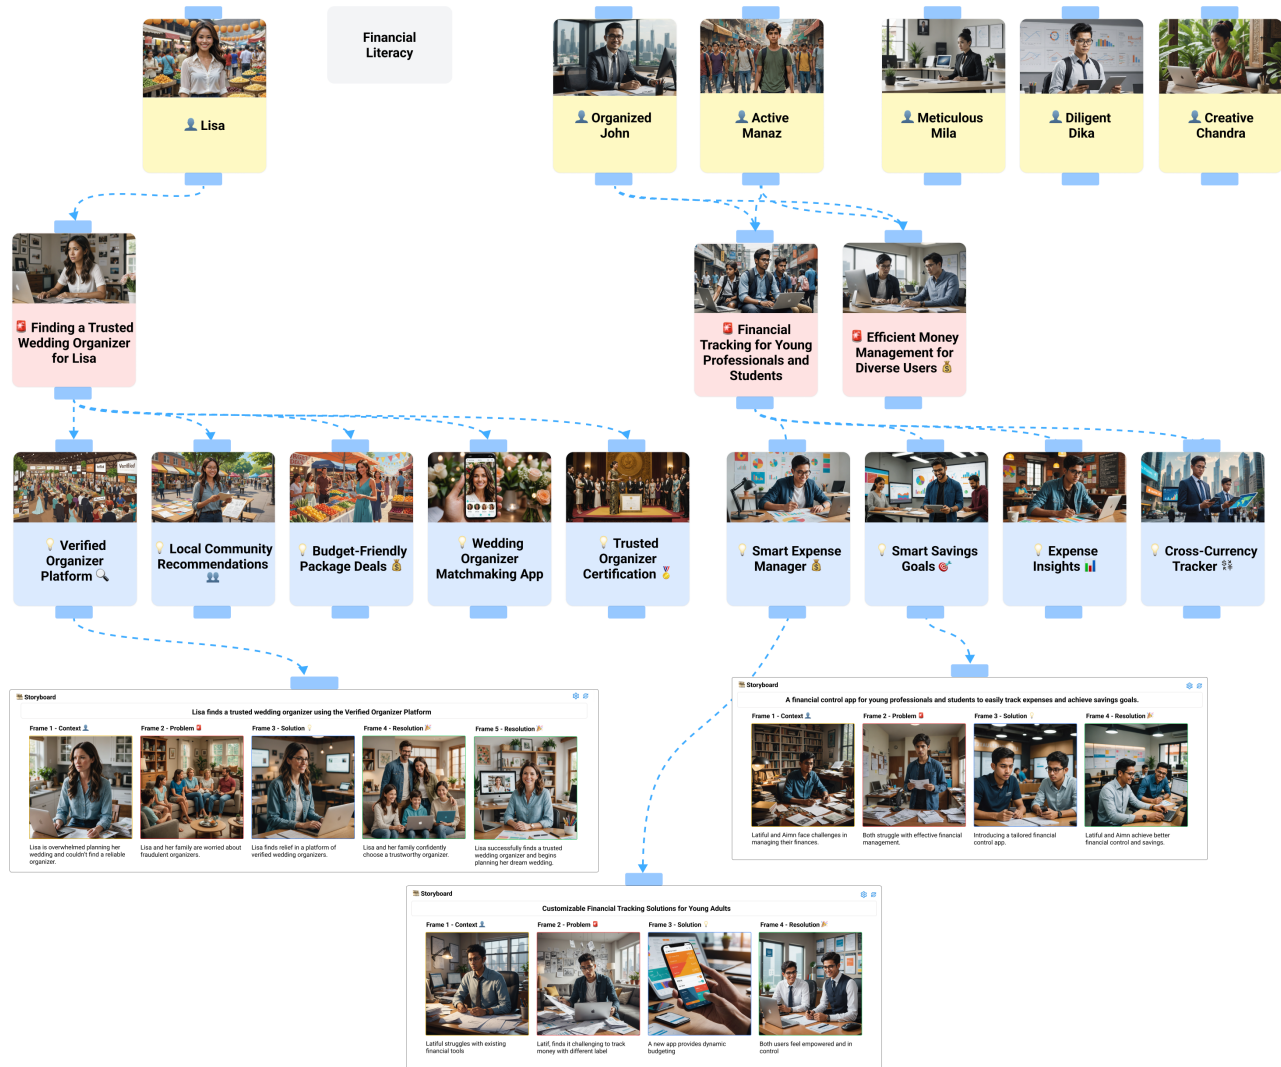 Financial
Literacy
Lisa
Organized
John
Active
Manaz
Meticulous
Mila
Diligent
Dika
Creative
Chandra
Finding a Trusted
Wedding Organizer
for Lisa
Financial
Tracking for Young
Professionals and
Students
Efficient Money
Management for
Diverse Users
Verified
Verified
Organizer
Platform
Local Community
Recommendations
Budget-Friendly
Package Deals
Wedding Organizer
Matchmaking App
Trusted
Organizer
Certification
Smart Expense
Manager
Smart Savings
Goals
Expense
Insights
Cross-Currency
Tracker
Storyboard
Lisa finds a trusted wedding organizer using the Verified Organizer Platform
Frame 1 - Context
Frame 2 - Problem
Frame 3 - Solution
Frame 4 - Resolution
Frame 5 - Resolution
Lisa is overwhelmed planning her
wedding and couldn't find a reliable
organizer.
Lisa and her family are worried about
fraudulent organizers.
Lisa finds relief in a platform of
verified wedding organizers.
Lisa and her family confidently
choose a trustworthy organizer.
Lisa successfully finds a trusted
wedding organizer and begins
planning her dream wedding.
Storyboard
A financial control app for young professionals and students to easily track expenses and achieve savings goals.
Frame 1 - Context
Frame 2 - Problem
Frame 3 - Solution
Frame 4 - Resolution
Latiful and Aimn face challenges in
managing their finances.
Both struggle with effective financial
management.
Introducing a tailored financial
control app.
Latiful and Aimn achieve better
financial control and savings.
Storyboard
Customizable Financial Tracking Solutions for Young Adults
Frame 1 - Context
Frame 2 - Problem
Frame 3 - Solution
Frame 4 - Resolution
Latiful struggles with existing
financial tools
Latif, finds it challenging to track
money with different label
A new app provides dynamic
budgeting
Both users feel empowered and in
control